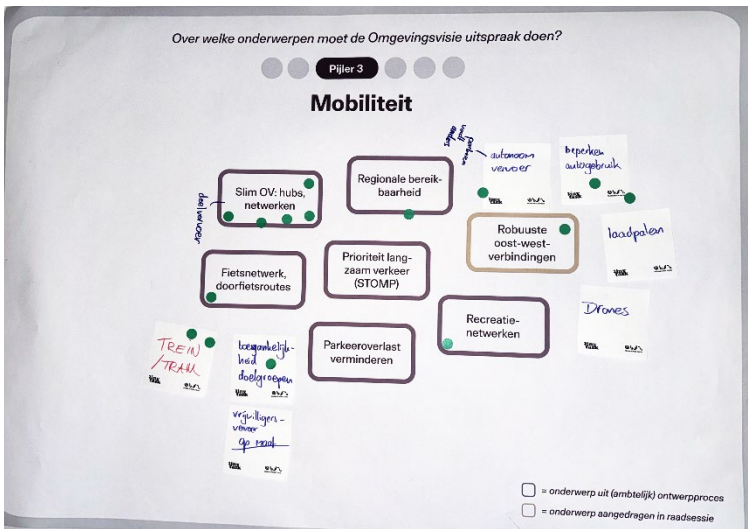 Over welke onderwerpen moet de Omgevingsvisie uitspraak doen?
Pijler 3
Mobiliteit
autonoom
vervoer
beperken
autogebruik
Slim OV: hubs,
netwerken
deelvervoer
Regionale bereik-
baarheid
Robuuste
oost-west-
verbindingen
laadpalen
Fietsnetwerk,
doorfietsroutes
Prioriteit lang-
zaam verkeer
(STOMP)
Recreatie-
netwerken
Drones
TREIN
/TRAM
toegankelijk-
heid
doelgroepen
Parkeeroverlast
verminderen
vrijwilligers-
vervoer
op maat
= onderwerp uit (ambtelijk) ontwerpproces
= onderwerp aangedragen in raadsessie